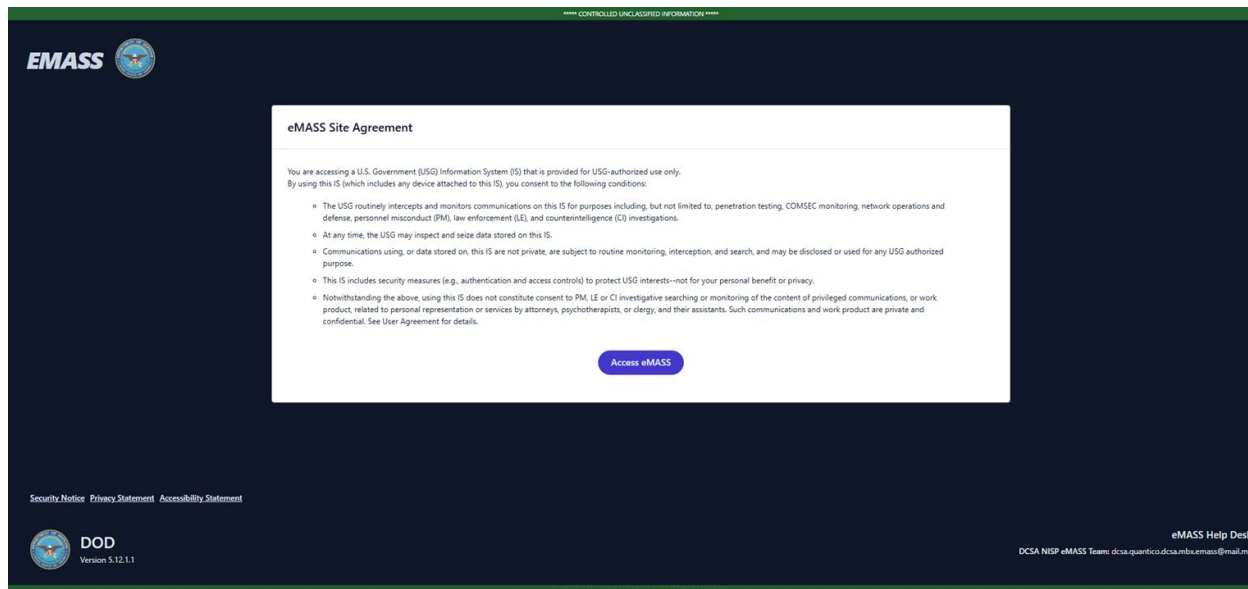 ***** CONTROLLED UNCLASSIFIED INFORMATION *****
EMASS
eMASS Site Agreement
You are accessing a U.S. Government (USG) Information System (IS) that is provided for USG-authorized use only.
By using this IS (which includes any device attached to this IS), you consent to the following conditions:
The USG routinely intercepts and monitors communications on this IS for purposes including, but not limited to, penetration testing, COMSEC monitoring, network operations and
defense, personnel misconduct (PM), law enforcement (LE), and counterintelligence (CI) investigations.
At any time, the USG may inspect and seize data stored on this IS.
Communications using, or data stored on, this IS are not private, are subject to routine monitoring, interception, and search, and may be disclosed or used for any USG authorized
purpose.
This IS includes security measures (e.g., authentication and access controls) to protect USG interests--not for your personal benefit or privacy.
Notwithstanding the above, using this IS does not constitute consent to PM, LE or CI investigative searching or monitoring of the content of privileged communications, or work
product, related to personal representation or services by attorneys, psychotherapists, or clergy, and their assistants. Such communications and work product are private and
confidential. See User Agreement for details.
Access eMASS
Security Notice Privacy Statement Accessibility Statement
DOD
Version 5.12.1.1
eMASS Help Des
DCSA NISP eMASS Team: dcsa.quantico.dcsa.mbx.emass@mail.m